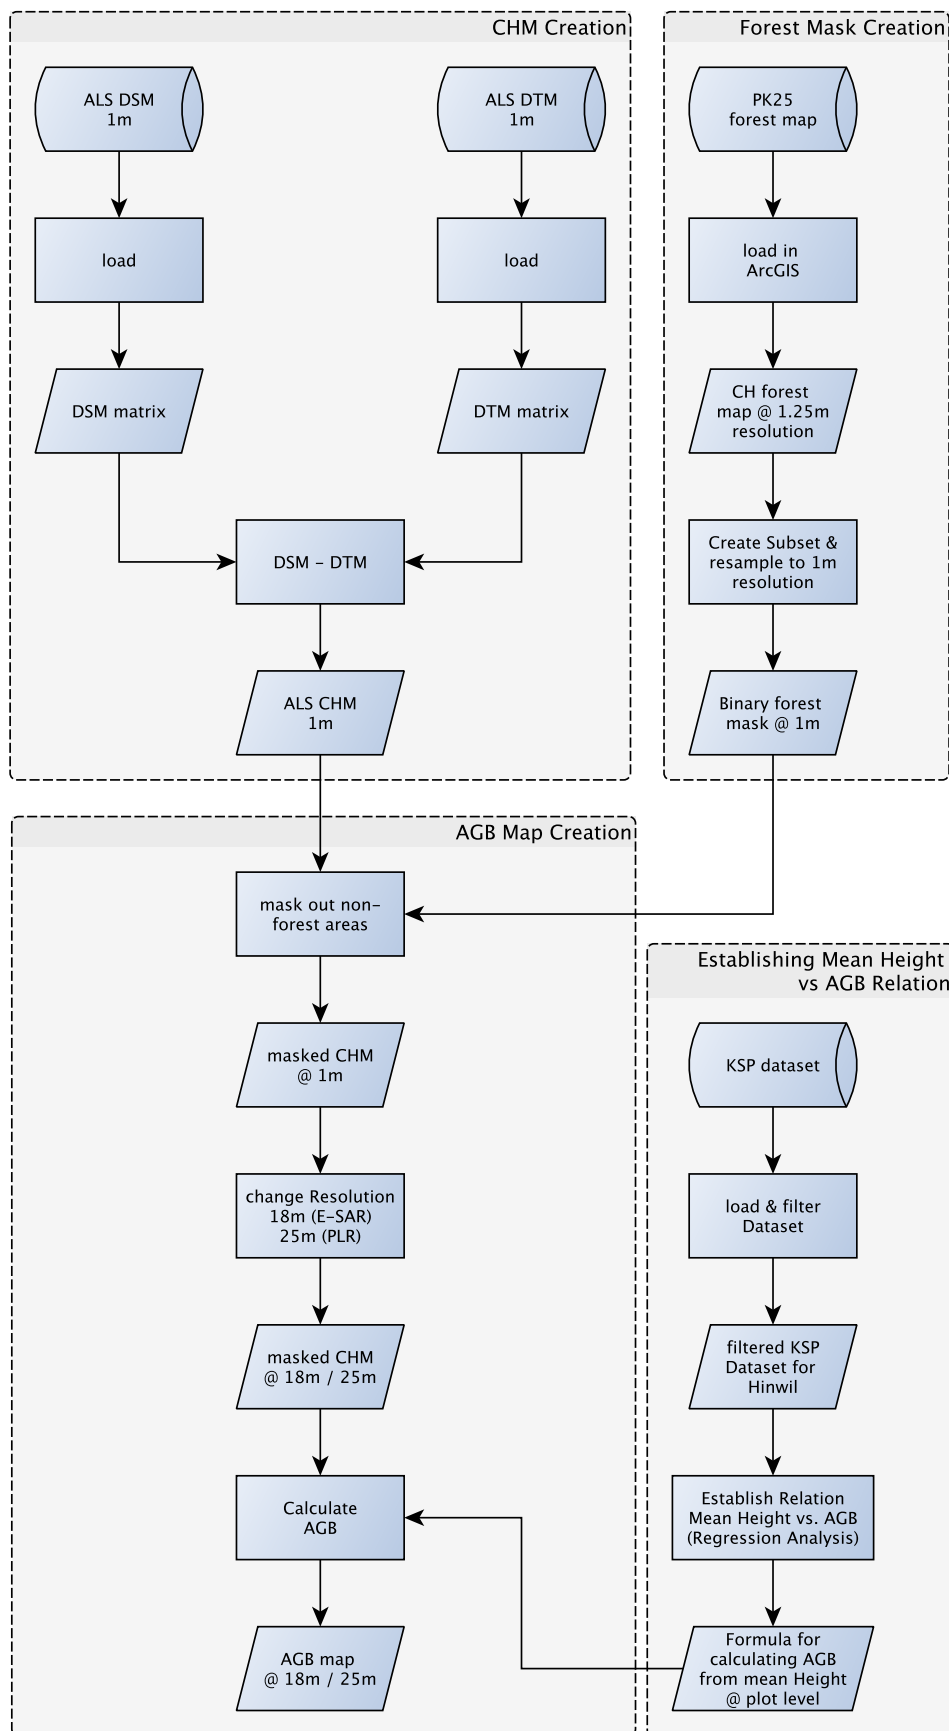 CHM Creation
ALS DSM
1m
ALS DTM
1m
load
load
DSM matrix
DTM matrix
DSM – DTM
ALS CHM
1m
Forest Mask Creation
PK25
forest map
load in
ArcGIS
CH forest
map @ 1.25m
resolution
Create Subset &
resample to 1m
resolution
Binary forest
mask @ 1m
AGB Map Creation
mask out non–
forest areas
masked CHM
@ 1m
change Resolution
18m (E–SAR)
25m (PLR)
masked CHM
@ 18m / 25m
Calculate
AGB
AGB map
@ 18m / 25m
Establishing Mean Height
vs AGB Relation
KSP dataset
load & filter
Dataset
filtered KSP
Dataset for
Hinwil
Establish Relation
Mean Height vs. AGB
(Regression Analysis)
Formula for
calculating AGB
from mean Height
@ plot level